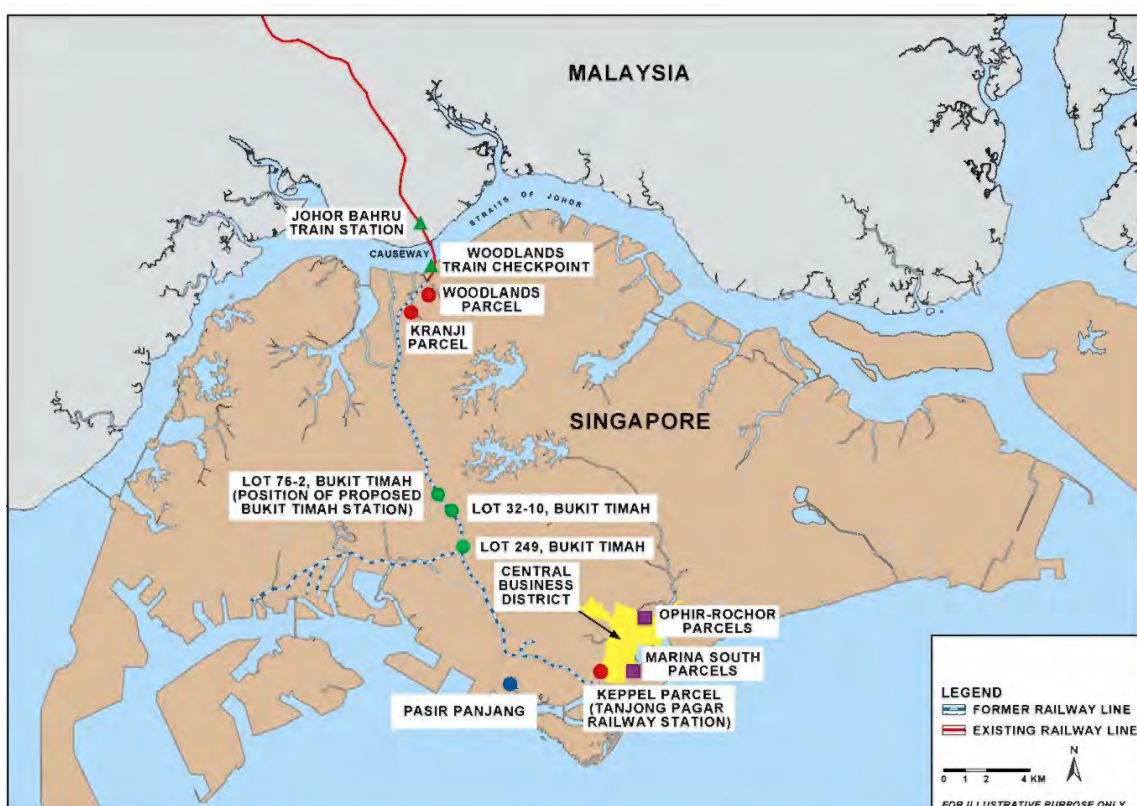 MALAYSIA
STRAITS OF JOHOR
JOHOR BAHRU
TRAIN STATION
CAUSEWAY
WOODLANDS
TRAIN CHECKPOINT
WOODLANDS
PARCEL
KRANJI
PARCEL
SINGAPORE
LOT 76-2, BUKIT TIMAH
(POSITION OF PROPOSED
BUKIT TIMAH STATION)
LOT 32-10, BUKIT TIMAH
LOT 249, BUKIT TIMAH
CENTRAL
BUSINESS
DISTRICT
OPHIR-ROCHOR
PARCELS
MARINA SOUTH
PARCELS
KEPPEL PARCEL
(TANJONG PAGAR
RAILWAY STATION)
PASIR PANJANG
LEGEND
FORMER RAILWAY LINE
EXISTING RAILWAY LINE
N
0 1 2 4 KM
FOR ILLUSTRATIVE PURPOSE ONLY